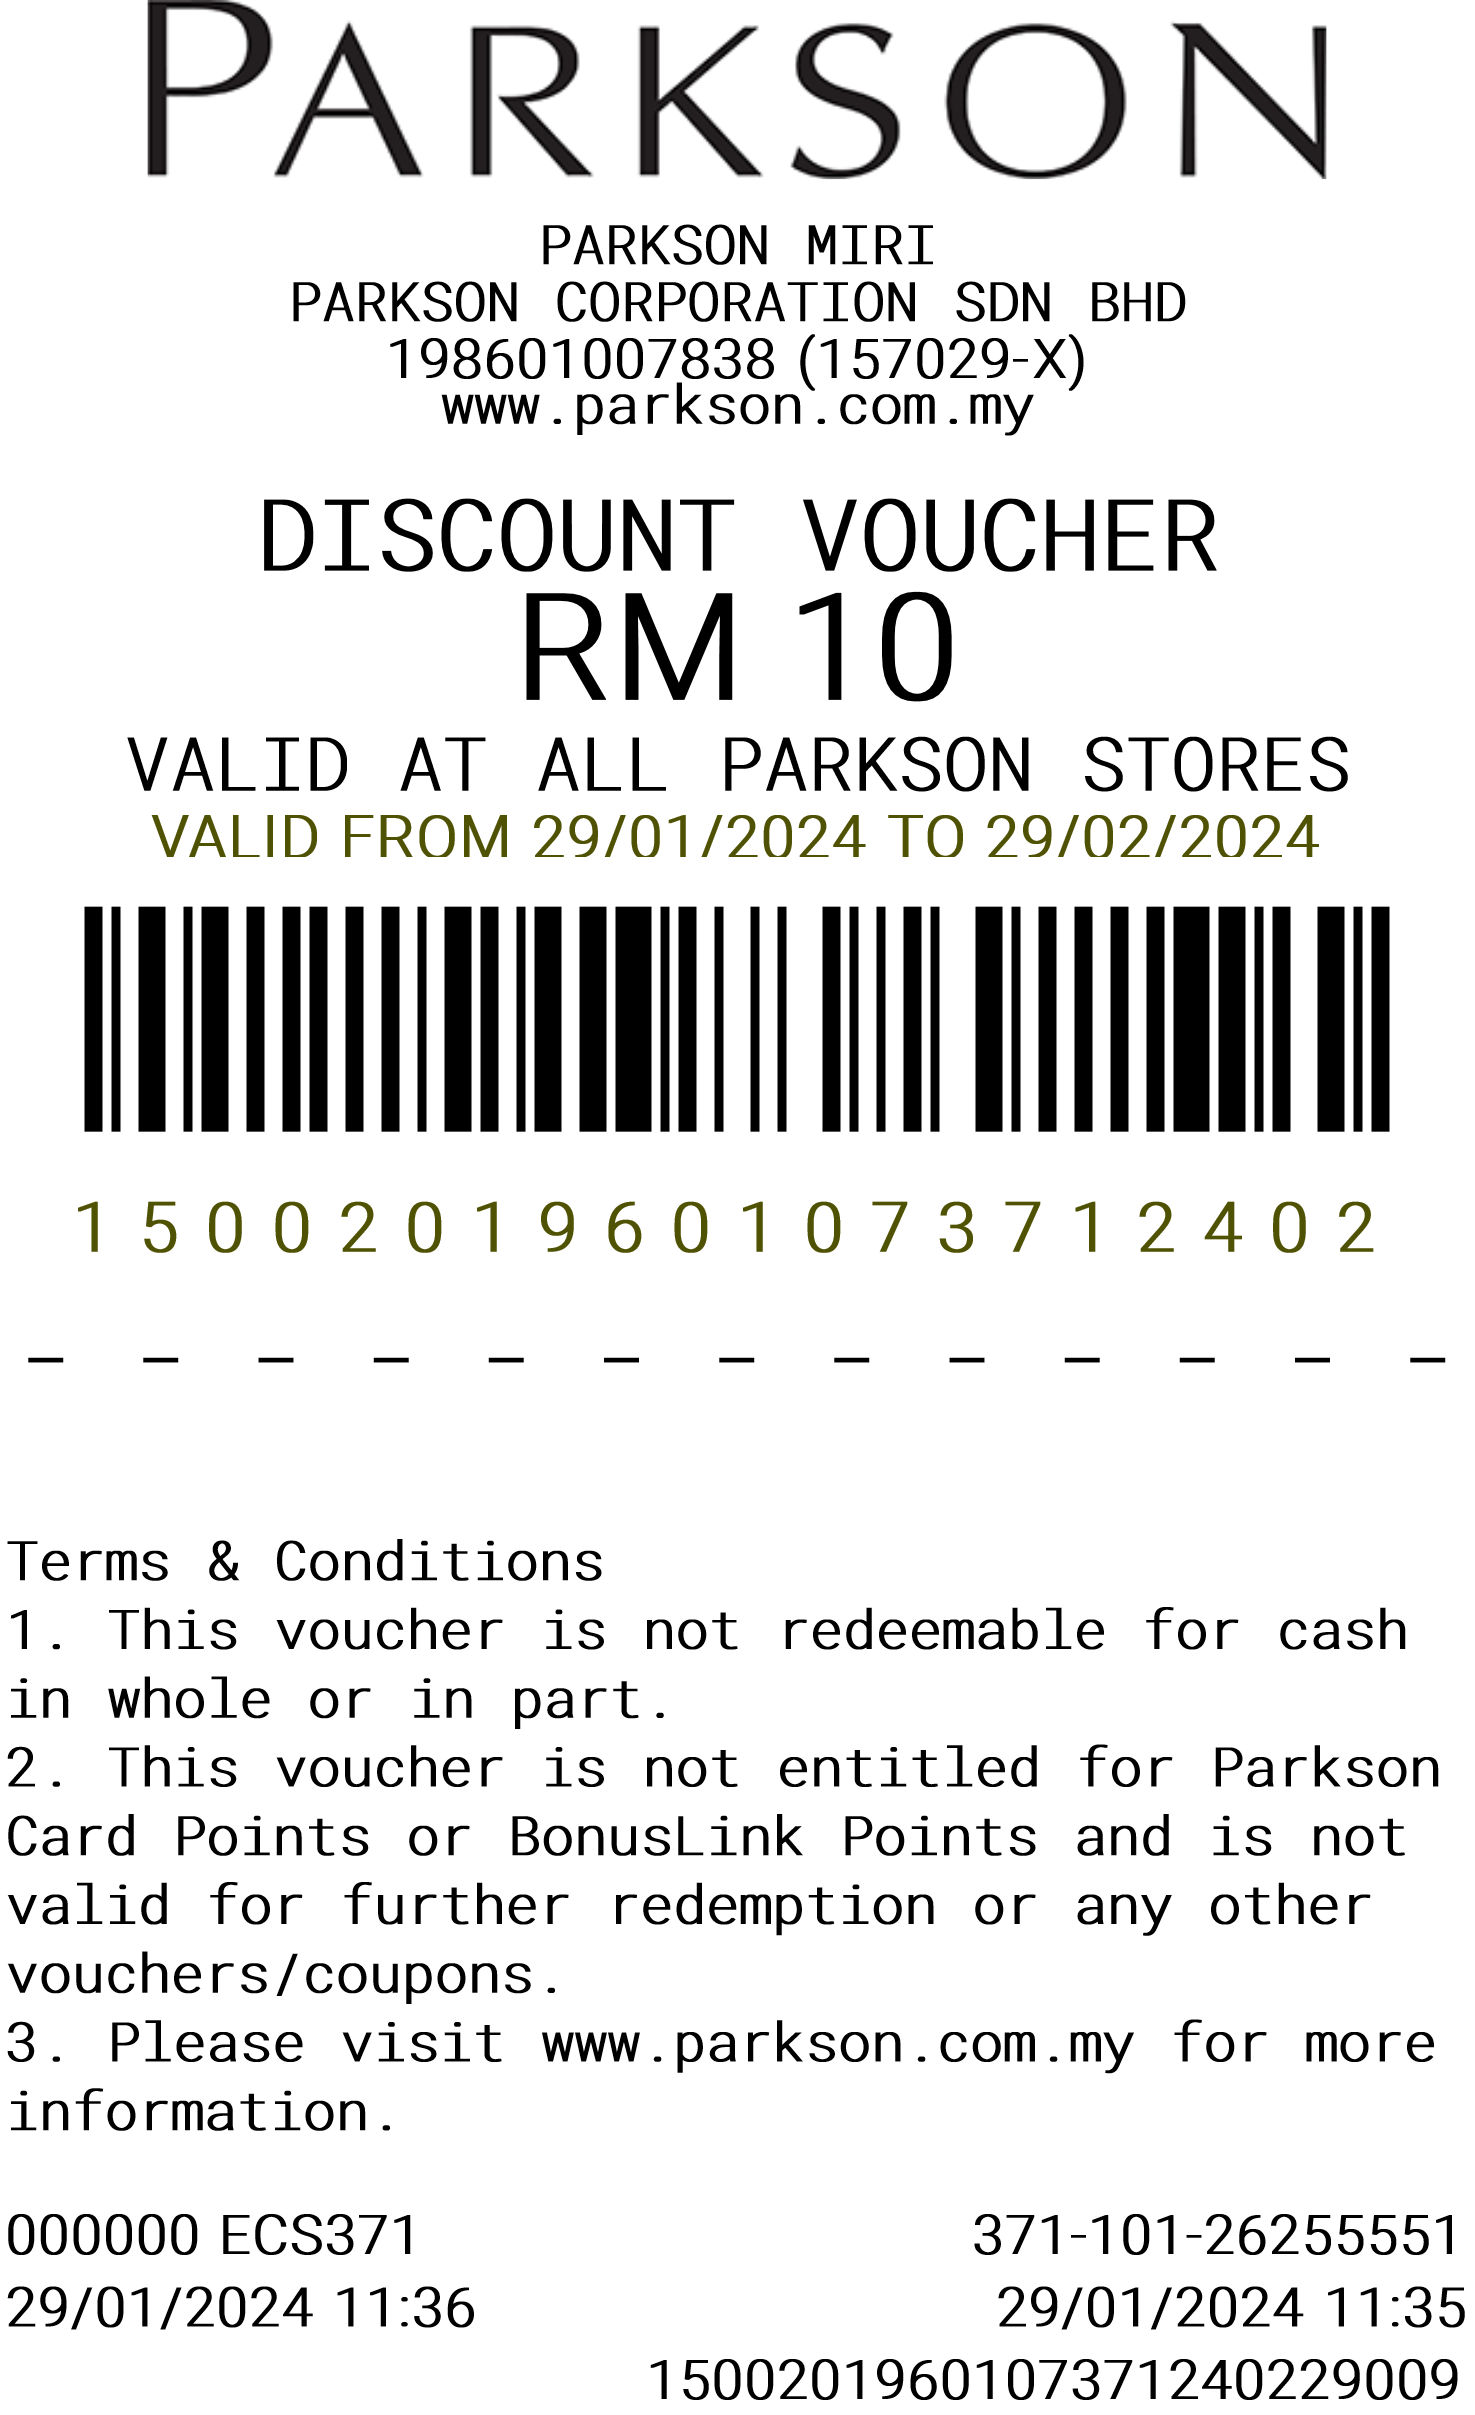 PARKSON
PARKSON MIRI
PARKSON CORPORATION SDN BHD
198601007838 (157029-X)
www.parkson.com.my
DISCOUNT VOUCHER
RM 10
VALID AT ALL PARKSON STORES
VALID FROM 29/01/2024 TO 29/02/2024
1 5 0 0 2 0 1 9 6 0 1 0 7 3 7 1 2 4 0 2
Terms & Conditions
1. This voucher is not redeemable for cash
in whole or in part.
2. This voucher is not entitled for Parkson
Card Points or BonusLink Points and is not
valid for further redemption or any other
vouchers/coupons.
3. Please visit www.parkson.com.my for more
information.
000000 ECS371 371-101-26255551
29/01/2024 11:36 29/01/2024 11:35
1500201960107371240229009